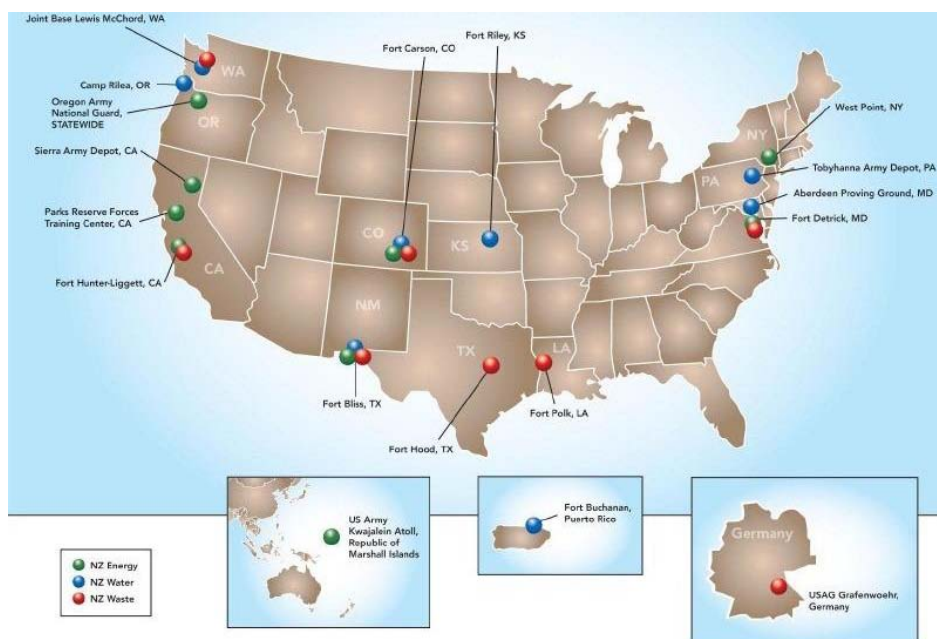 Joint Base Lewis McChord, WA
Fort Carson, CO
Fort Riley, KS
WA
Camp Rilea, OR
Oregon Army
National Guard,
STATEWIDE
OR
West Point, NY
NY
Sierra Army Depot, CA
Tobyhanna Army Depot, PA
PA
Aberdeen Proving Ground, MD
Parks Reserve Forces
Training Center, CA
Fort Detrick, MD
CO
KS
CA
Fort Hunter-Liggett, CA
NM
TX
LA
Fort Bliss, TX
Fort Polk, LA
Fort Hood, TX
US Army
Kwajalein Atoll,
Republic of
Marshall Islands
Fort Buchanan,
Puerto Rico
Germany
USAG Grafenwoehr,
Germany
NZ Energy
NZ Water
NZ Waste